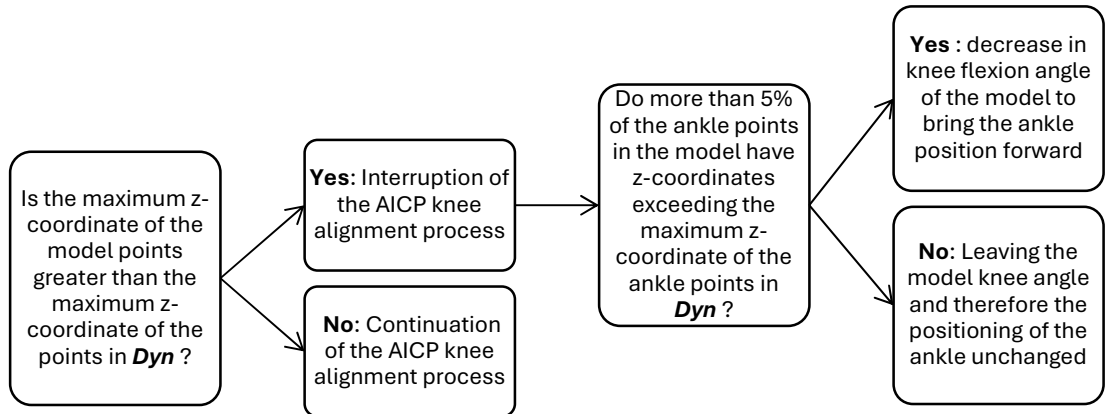 Is the maximum z-
coordinate of the
model points
greater than the
maximum z-
coordinate of the
points in Dyn ?
Yes: Interruption of
the AICP knee
alignment process
No: Continuation
of the AICP knee
alignment process
Do more than 5%
of the ankle points
in the model have
z-coordinates
exceeding the
maximum z-
coordinate of the
ankle points in
Dyn ?
Yes : decrease in
knee flexion angle
of the model to
bring the ankle
position forward
No: Leaving the
model knee angle
and therefore the
positioning of the
ankle unchanged